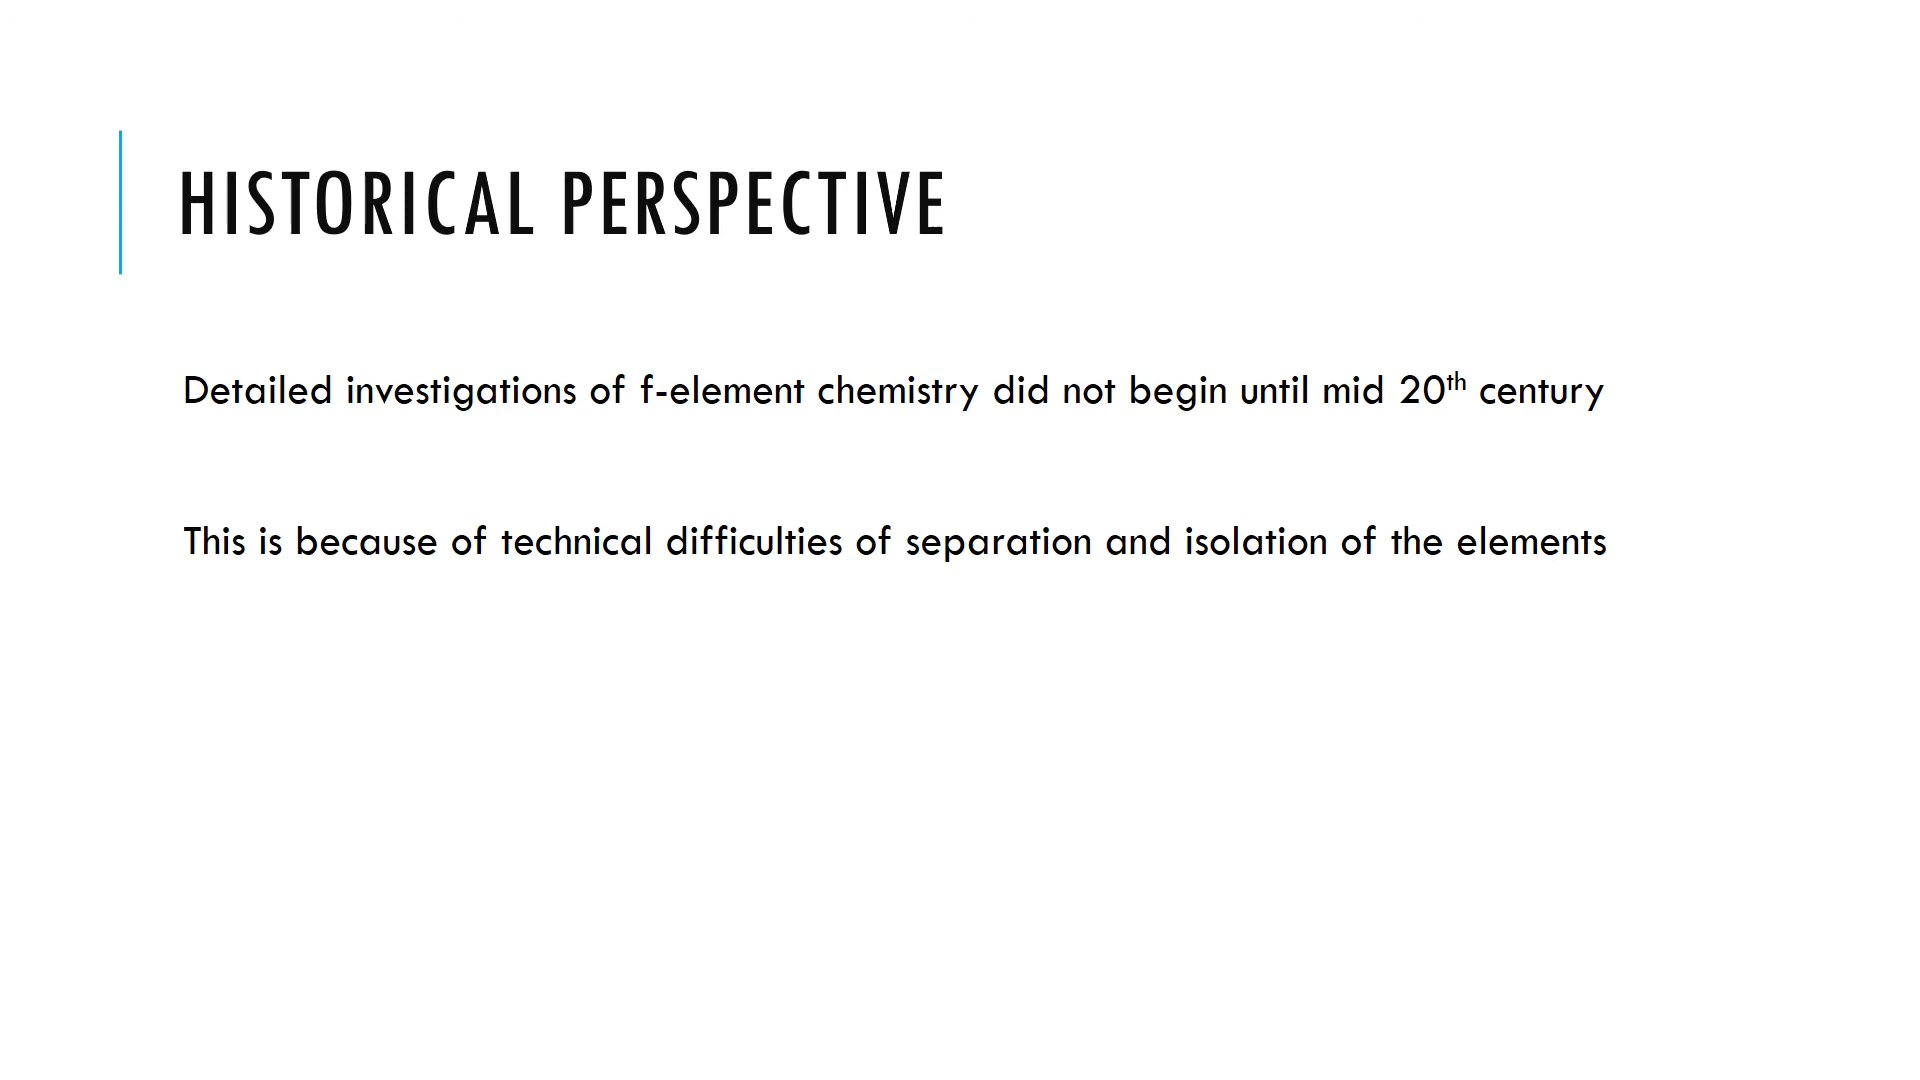 HISTORICAL PERSPECTIVE
Detailed investigations of f-element chemistry did not begin until mid 20th century
This is because of technical difficulties of separation and isolation of the elements